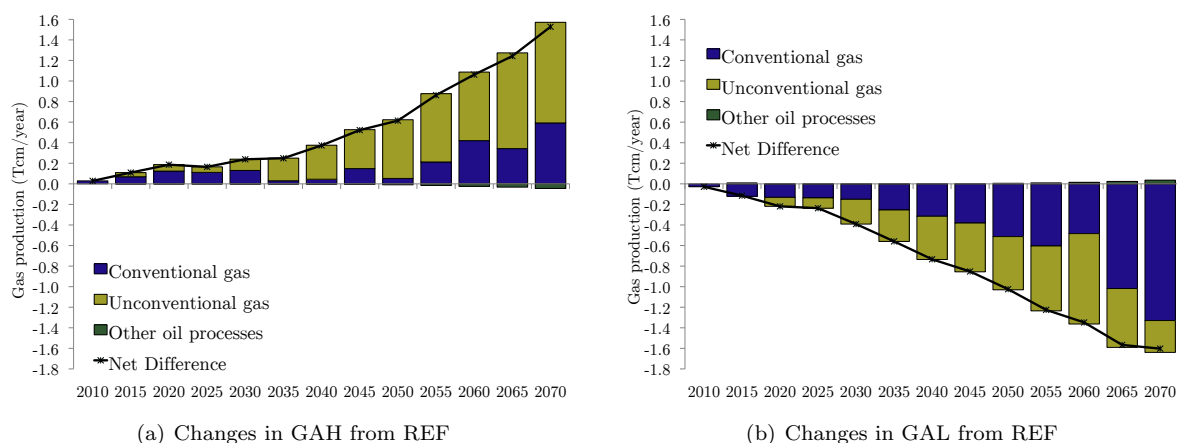 1.6
1.4
1.2
1.0
0.8
0.6
0.4
0.2
0.0
-0.2
-0.4
-0.6
-0.8
-1.0
-1.2
-1.4
-1.6
-1.8
Gas production (Tcm/year)
Conventional gas
Unconventional gas
Other oil processes
Net Difference
2010 2015 2020 2025 2030 2035 2040 2045 2050 2055 2060 2065 2070
(a) Changes in GAH from REF
1.6
1.4
1.2
1.0
0.8
0.6
0.4
0.2
0.0
-0.2
-0.4
-0.6
-0.8
-1.0
-1.2
-1.4
-1.6
-1.8
Gas production (Tcm/year)
Conventional gas
Unconventional gas
Other oil processes
Net Difference
2010 2015 2020 2025 2030 2035 2040 2045 2050 2055 2060 2065 2070
(b) Changes in GAL from REF